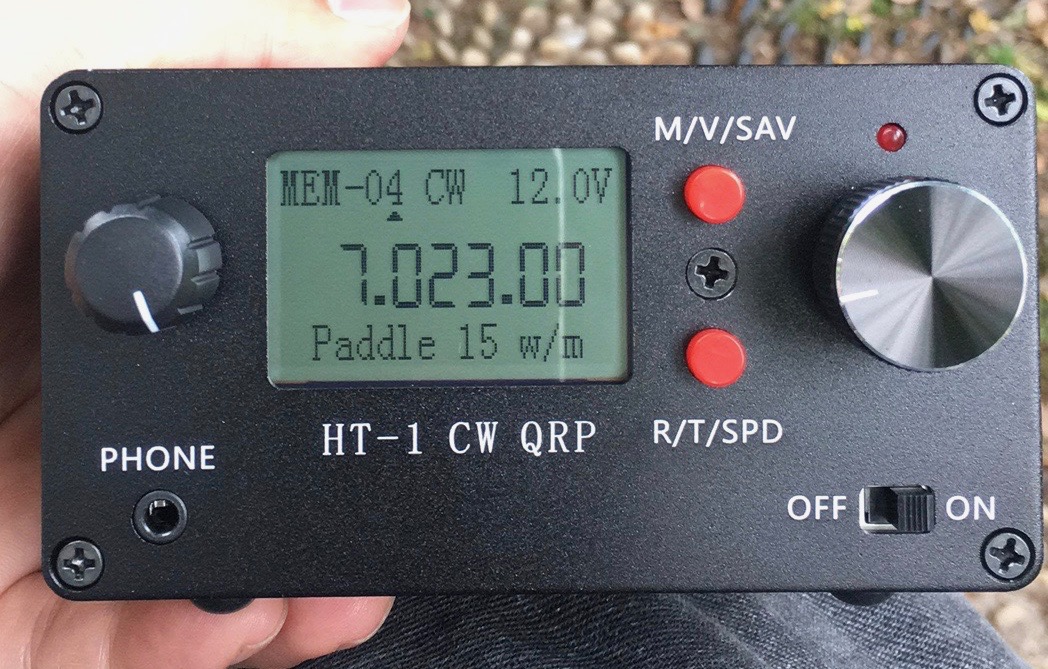 M/V/SAV
MEM-04 CW 12.0V
7.023.00
Paddle 15 w/m
HT-1 CW QRP
R/T/SPD
PHONE
OFF ON